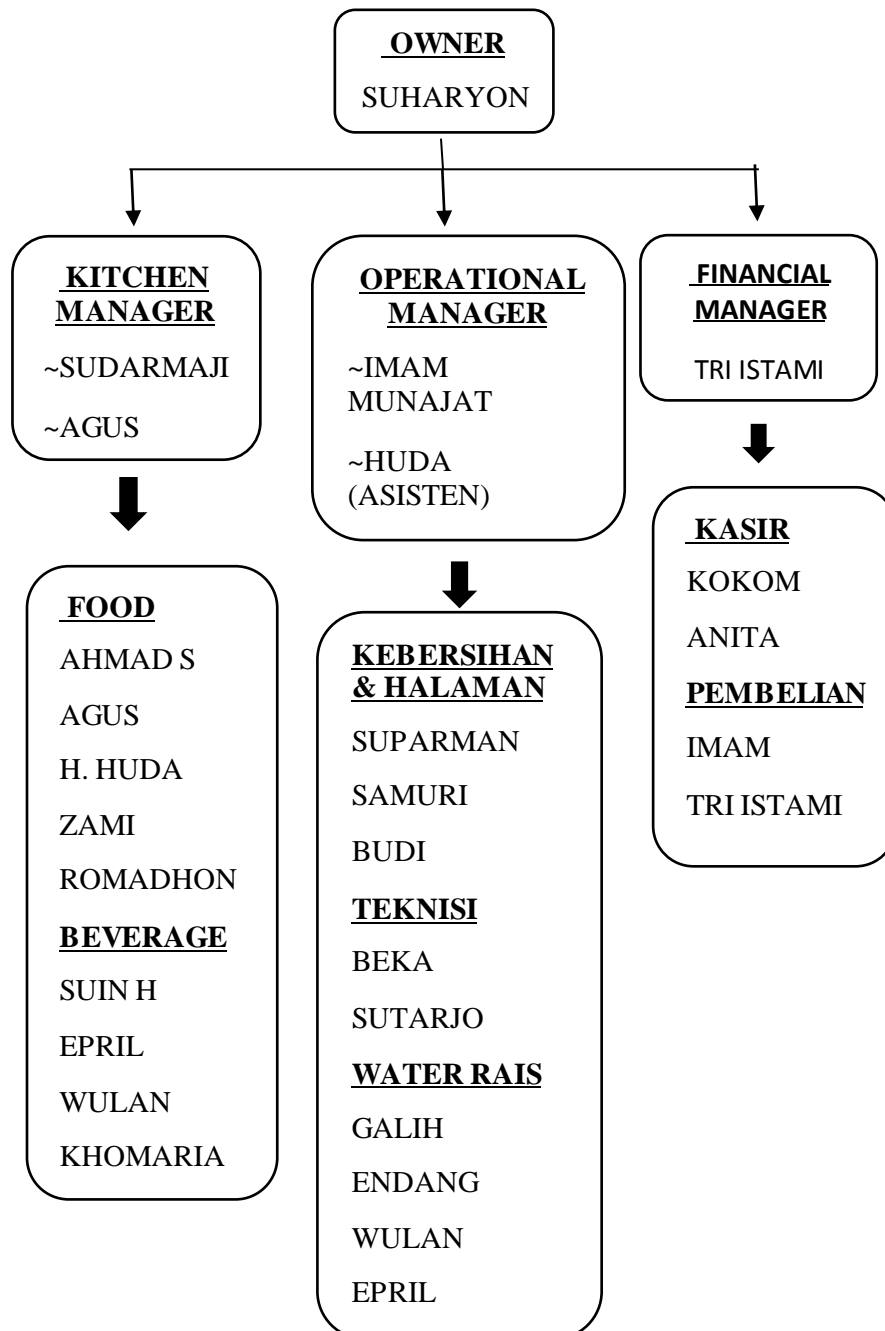 OWNER
SUHARYON
KITCHEN
MANAGER
~SUDARMAJI
~AGUS
OPERATIONAL
MANAGER
~IMAM
MUNAJAT
~HUDA
(ASISTEN)
FINANCIAL
MANAGER
TRI ISTAMI
FOOD
AHMAD S
AGUS
H. HUDA
ZAMI
ROMADHON
BEVERAGE
SUIN H
EPRIL
WULAN
KHOMARIA
KEBERSIHAN
& HALAMAN
SUPARMAN
SAMURI
BUDI
TEKNISI
BEKA
SUTARJO
WATER RAIS
GALIH
ENDANG
WULAN
EPRIL
KASIR
KOKOM
ANITA
PEMBELIAN
IMAM
TRI ISTAMI